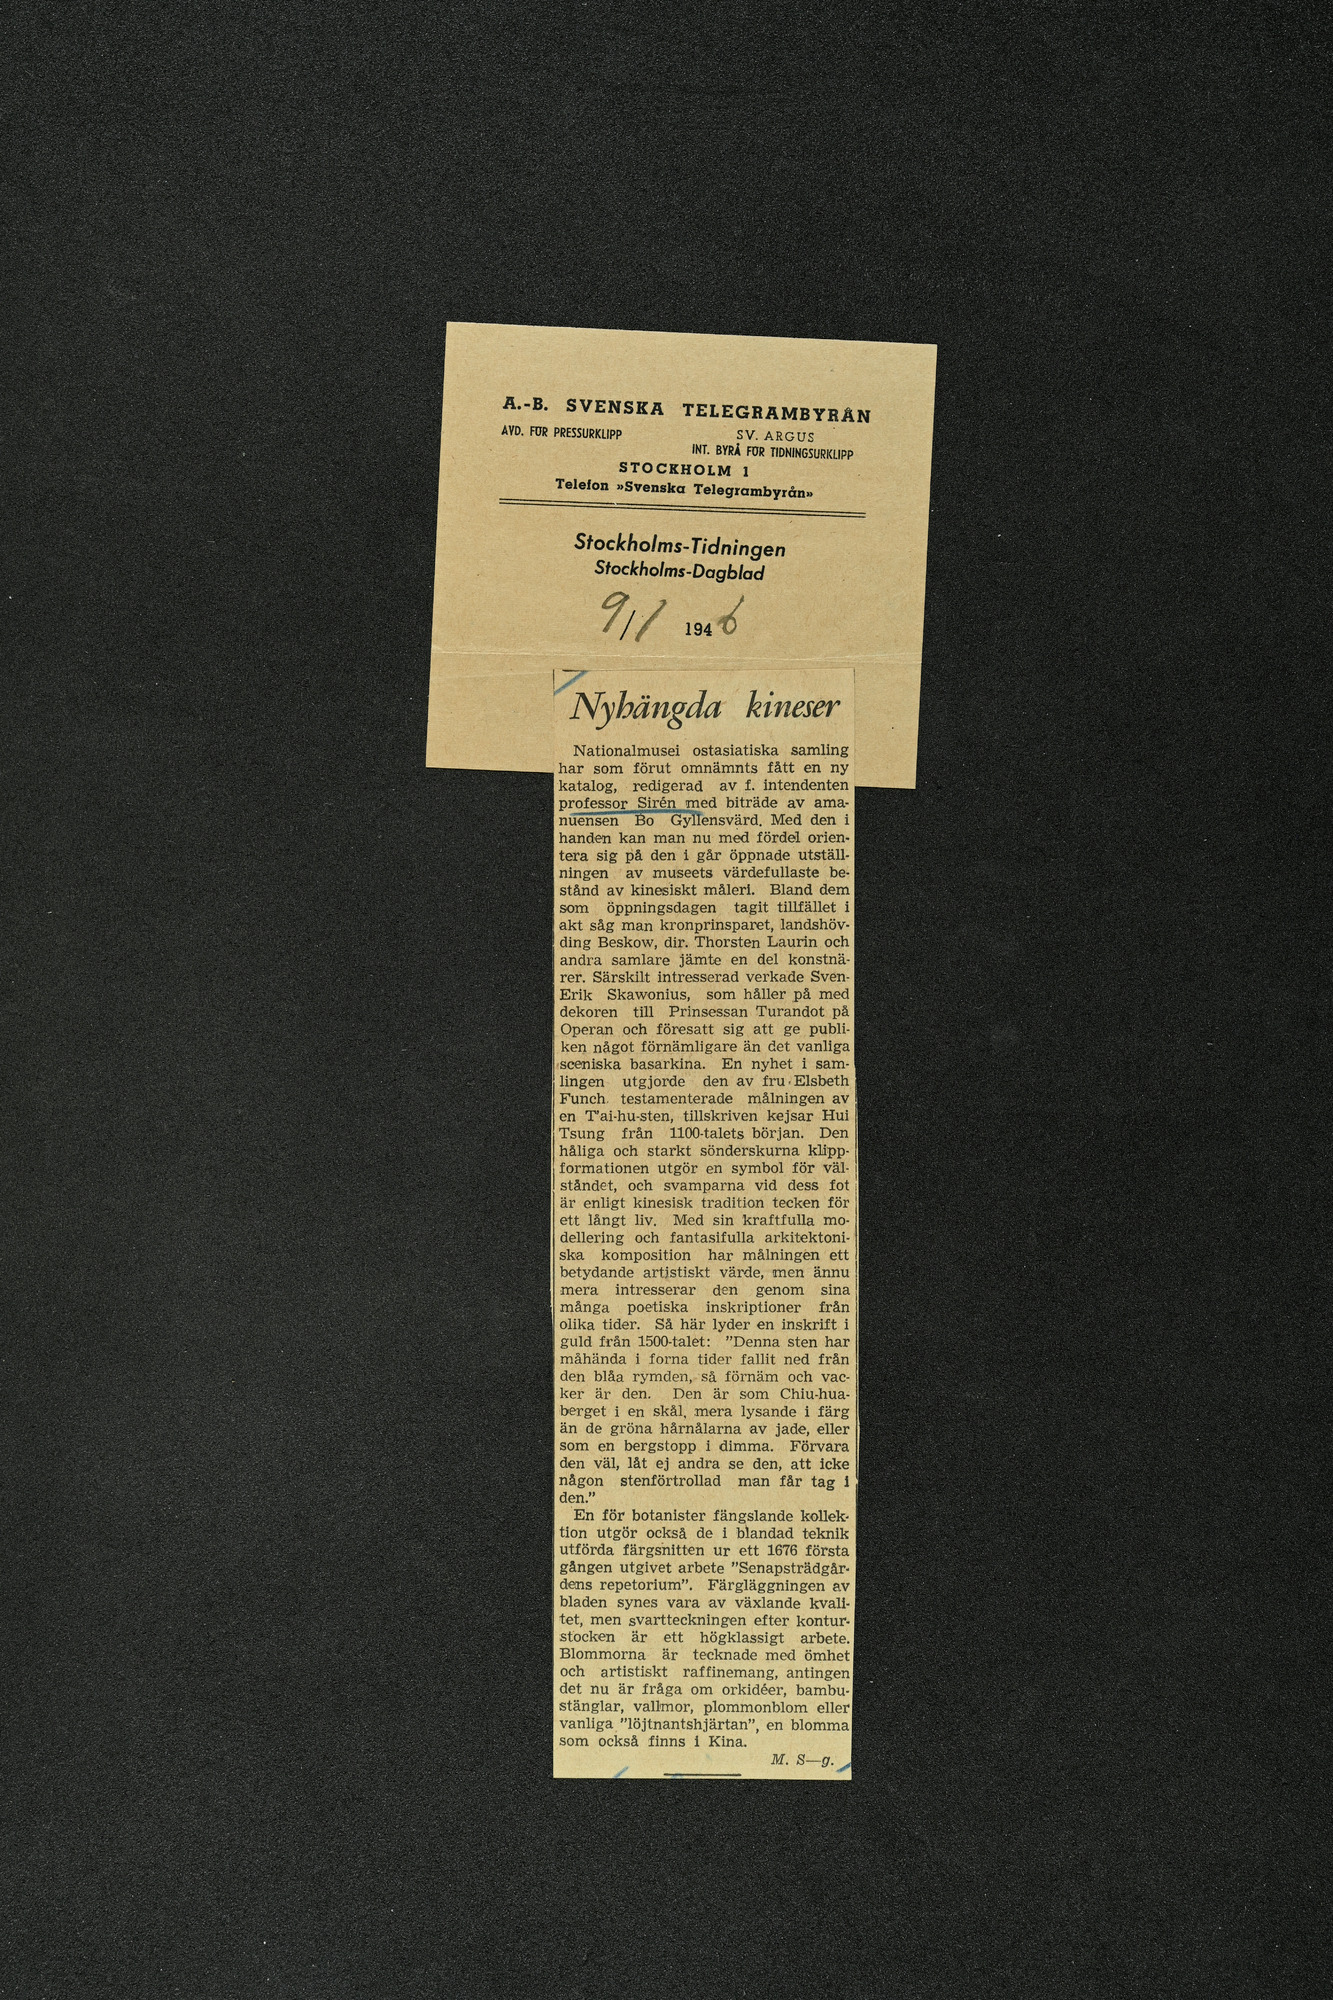 A.-B. SVENSKA TELEGRAMBYRÅN
AVD. FÖR PRESSURKLIPP
SV. ARGUS
INT. BYRÅ FÖR TIDNINGSURKLIPP
STOCKHOLM 1
Telefon »Svenska Telegrambyrån»
Stockholms-Tidningen
Stockholms-Dagblad
9/1 1946
Nyhängda kineser
Nationalmusei ostasiatiska samling
har som förut omnämnts fått en ny
katalog, redigerad av f. intendenten
professor Sirén med biträde av ama-
nuensen Bo Gyllensvärd. Med den i
handen kan man nu med fördel orien-
tera sig på den i går öppnade utställ-
ningen av museets värdefullaste be-
stånd av kinesiskt måleri. Bland dem
som öppningsdagen tagit tillfället i
akt såg man kronprinsparet, landshöv-
ding Beskow, dir. Thorsten Laurin och
andra samlare jämte en del konstnä-
rer. Särskilt intresserad verkade Sven-
Erik Skawonius, som håller på med
dekoren till Prinsessan Turandot på
Operan och föresatt sig att ge publi-
ken något förnämligare än det vanliga
sceniska basarkina. En nyhet i sam-
lingen utgjorde den av fru Elsbeth
Funch testamenterade målningen av
en T'ai-hu-sten, tillskriven kejsar Hui
Tsung från 1100-talets början. Den
håliga och starkt sönderskurna klipp-
formationen utgör en symbol för väl-
ståndet, och svamparna vid dess fot
är enligt kinesisk tradition tecken för
ett långt liv. Med sin kraftfulla mo-
dellering och fantasifulla arkitektoni-
ska komposition har målningen ett
betydande artistiskt värde, men ännu
mera intresserar den genom sina
många poetiska inskriptioner från
olika tider. Så här lyder en inskrift i
guld från 1500-talet: "Denna sten har
måhända i forna tider fallit ned från
den blåa rymden, så förnäm och vac-
ker är den. Den är som Chiu-hua-
berget i en skål, mera lysande i färg
än de gröna hårnålarna av jade, eller
som en bergstopp i dimma. Förvara
den väl, låt ej andra se den, att icke
någon stenförtrollad man får tag i
den."
En för botanister fängslande kollek-
tion utgör också de i blandad teknik
utförda färgsnitten ur ett 1676 första
gången utgivet arbete "Senapsträdgår-
dens repetorium". Färgläggningen av
bladen synes vara av växlande kvali-
tet, men svartteckningen efter kontur-
stocken är ett högklassigt arbete.
Blommorna är tecknade med ömhet
och artistiskt raffinemang, antingen
det nu är fråga om orkidéer, bambu-
stänglar, vallmor, plommonblom eller
vanliga "löjtnantshjärtan", en blomma
som också finns i Kina.
M. S—g.